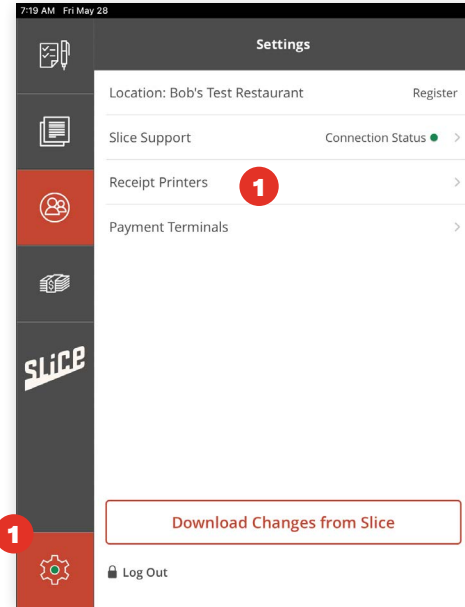 7:19 AM Fri May 28
Settings
Location: Bob's Test Restaurant Register
Slice Support Connection Status
Receipt Printers 1
Payment Terminals
SLiCE
Download Changes from Slice
1
Log Out